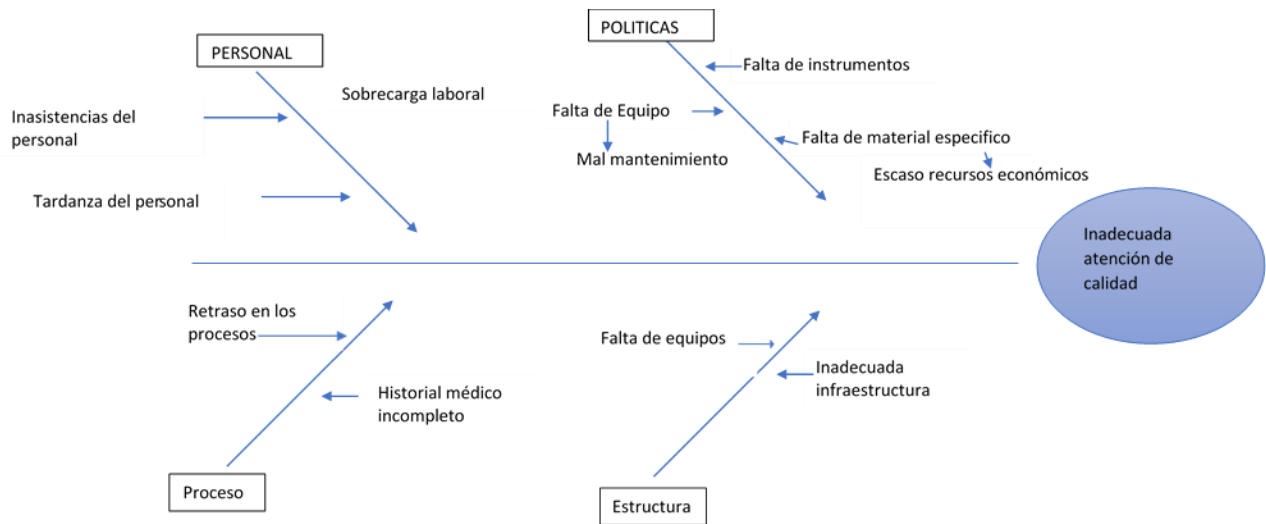 POLITICAS
PERSONAL
Falta de instrumentos
Sobrecarga laboral
Inasistencias del
personal
Falta de Equipo
Falta de material especifico
Mal mantenimiento
Escaso recursos económicos
Tardanza del personal
Inadecuada
atención de
calidad
Retraso en los
procesos
Falta de equipos
Inadecuada
infraestructura
Historial médico
incompleto
Proceso
Estructura